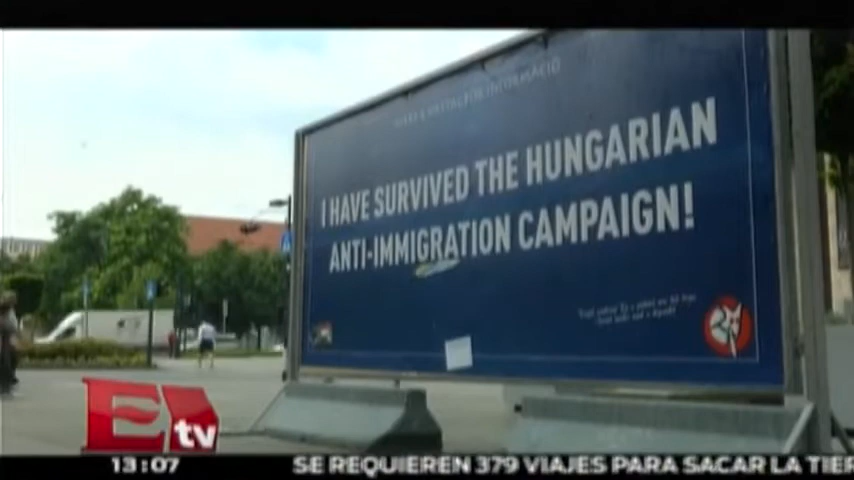 I HAVE SURVIVED THE HUNGARIAN
ANTI-IMMIGRATION CAMPAIGN!
E tv
13:07 SE REQUIEREN 379 VIAJES PARA SACAR LA TIER